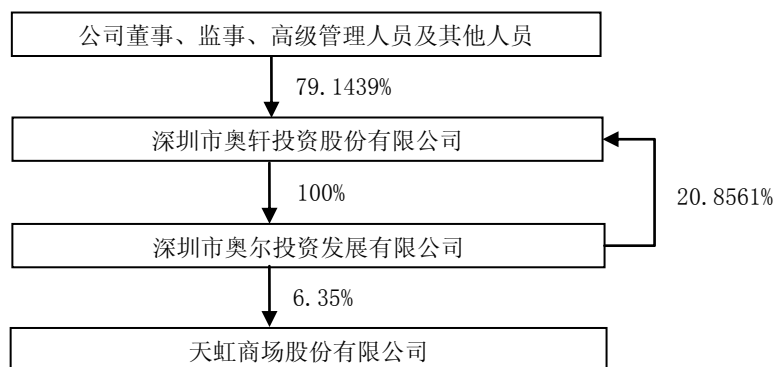 公司董事、监事、高级管理人员及其他人员
79.1439%
深圳市奥轩投资股份有限公司
100%
20.8561%
深圳市奥尔投资发展有限公司
6.35%
天虹商场股份有限公司